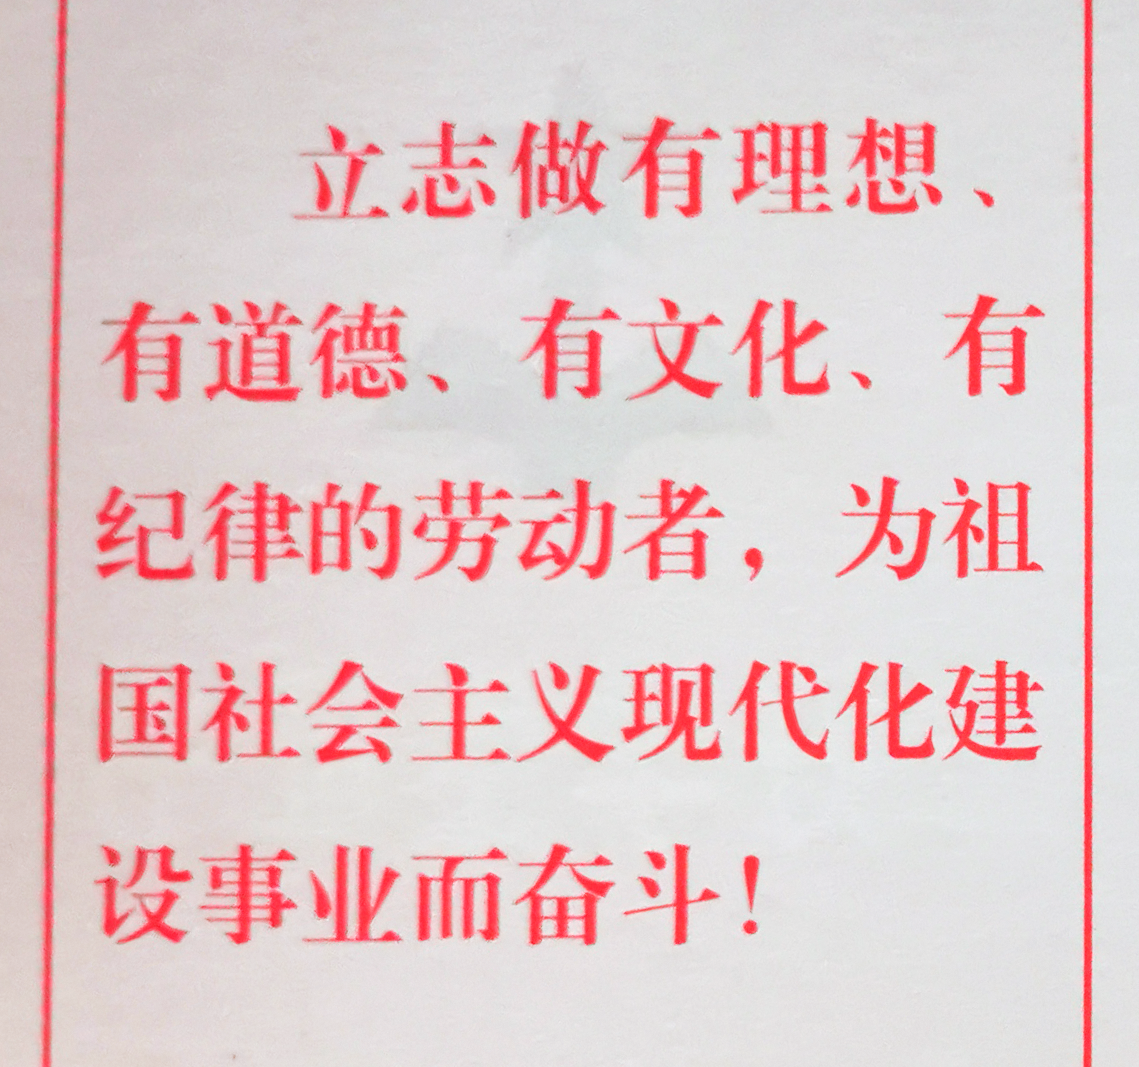 立志做有理想、
有道德、有文化、有
纪律的劳动者，为祖
国社会主义现代化建
设事业而奋斗！